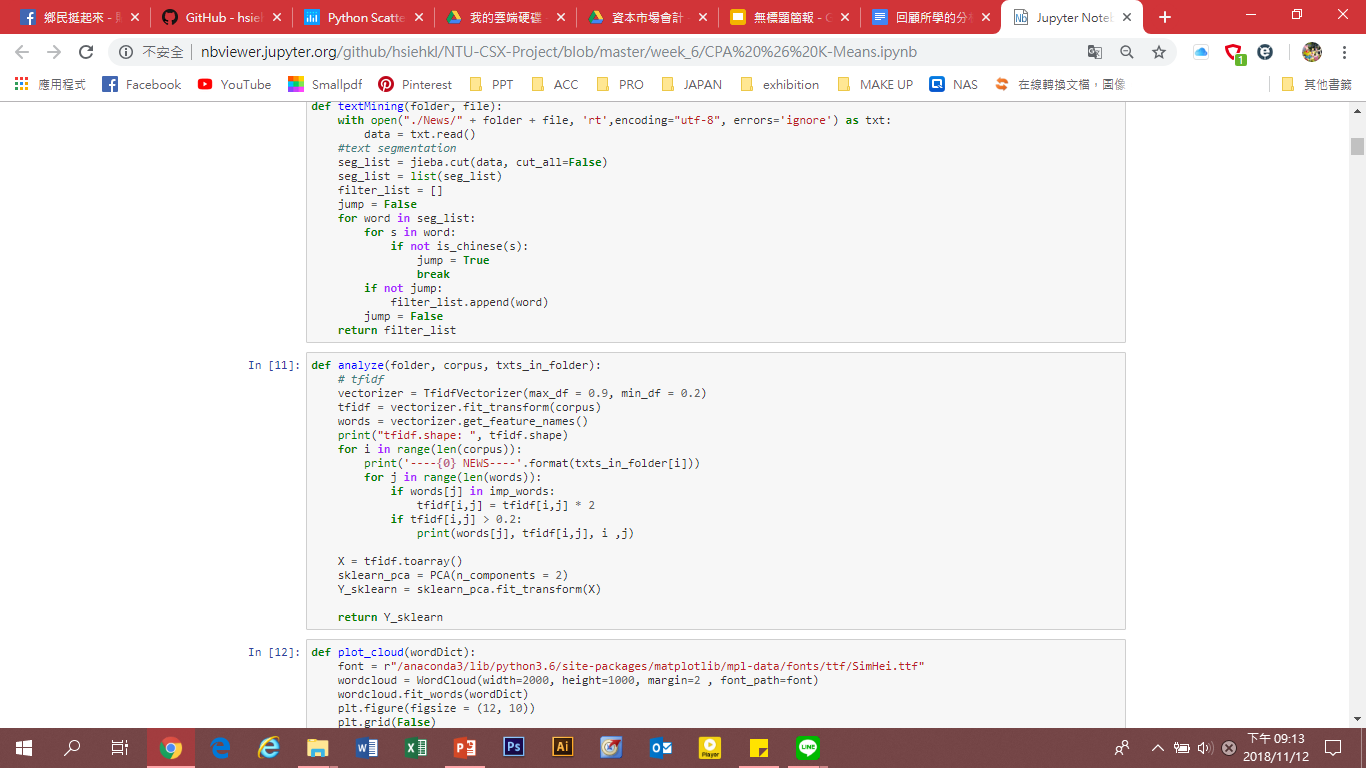 鄉民挺起來 - 
GitHub - hsieh
Python Scatte
我的雲端硬碟 -
資本市場會計 -
無標題簡報 - G
回顧所學的分
Jupyter Noteb
不安全 | nbviewer.jupyter.org/github/hsiehkl/NTU-CSX-Project/blob/master/week_6/CPA%20%26%20K-Means.ipynb
應用程式 Facebook YouTube Smallpdf Pinterest PPT ACC PRO JAPAN exhibition MAKE UP NAS 在線轉換文檔，圖像 其他書籤
def textMining(folder, file):
    with open("./News/" + folder + file, 'rt',encoding="utf-8", errors='ignore') as txt:
        data = txt.read()
    #text segmentation
    seg_list = jieba.cut(data, cut_all=False)
    seg_list = list(seg_list)
    filter_list = []
    jump = False
    for word in seg_list:
        for s in word:
            if not is_chinese(s):
                jump = True
                break
        if not jump:
            filter_list.append(word)
        jump = False
    return filter_list
In [11]:
def analyze(folder, corpus, txts_in_folder):
    # tfidf
    vectorizer = TfidfVectorizer(max_df = 0.9, min_df = 0.2)
    tfidf = vectorizer.fit_transform(corpus)
    words = vectorizer.get_feature_names()
    print("tfidf.shape: ", tfidf.shape)
    for i in range(len(corpus)):
        print('----{0} NEWS----'.format(txts_in_folder[i]))
        for j in range(len(words)):
            if words[j] in imp_words:
                tfidf[i,j] = tfidf[i,j] * 2
            if tfidf[i,j] > 0.2:
                print(words[j], tfidf[i,j], i ,j)
    X = tfidf.toarray()
    sklearn_pca = PCA(n_components = 2)
    Y_sklearn = sklearn_pca.fit_transform(X)
    return Y_sklearn
In [12]:
def plot_cloud(wordDict):
    font = r"/anaconda3/lib/python3.6/site-packages/matplotlib/mpl-data/fonts/ttf/SimHei.ttf"
    wordcloud = WordCloud(width=2000, height=1000, margin=2 , font_path=font)
    wordcloud.fit_words(wordDict)
    plt.figure(figsize = (12, 10))
    plt.grid(False)
下午 09:13
2018/11/12